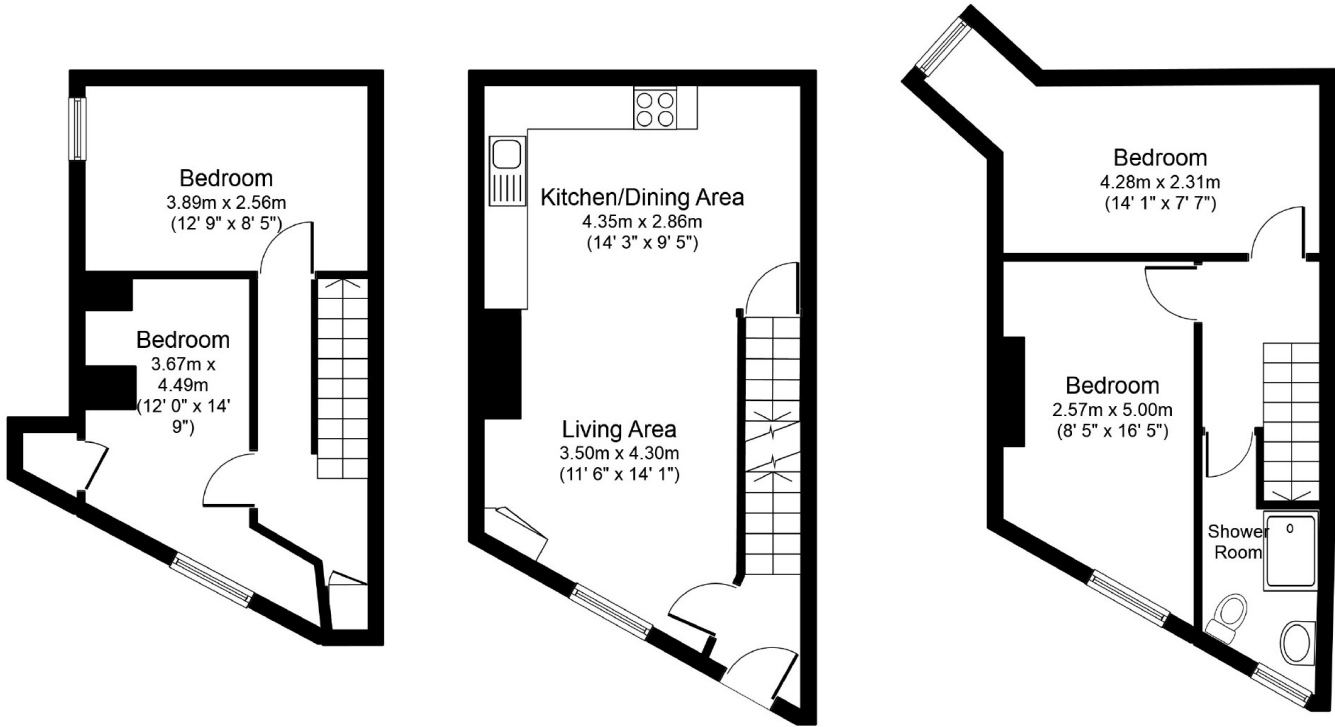 Bedroom
3.89m x 2.56m
(12' 9" x 8' 5")
Bedroom
3.67m x
4.49m
(12' 0" x 14'
9")
Kitchen/Dining Area
4.35m x 2.86m
(14' 3" x 9' 5")
Living Area
3.50m x 4.30m
(11' 6" x 14' 1")
Bedroom
4.28m x 2.31m
(14' 1" x 7' 7")
Bedroom
2.57m x 5.00m
(8' 5" x 16' 5")
Shower
Room